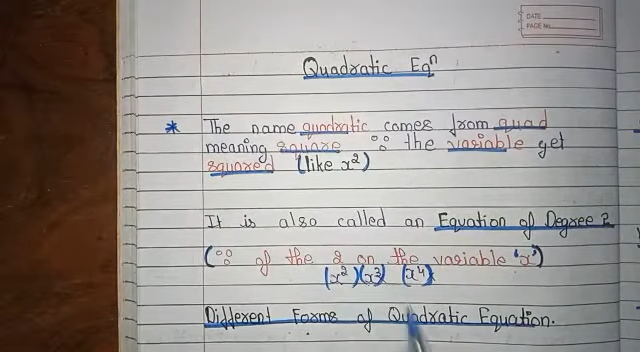 DATE
PAGE No.
Quadratic Eqⁿ
* The name quadratic comes from quad
meaning square ∵ the variable get
squared (like x²)
It is also called an Equation of Degree 2
(∵ of the 2 on the variable 'x')
(x²)(x³) (x⁴)
Different Forms of Quadratic Equation.